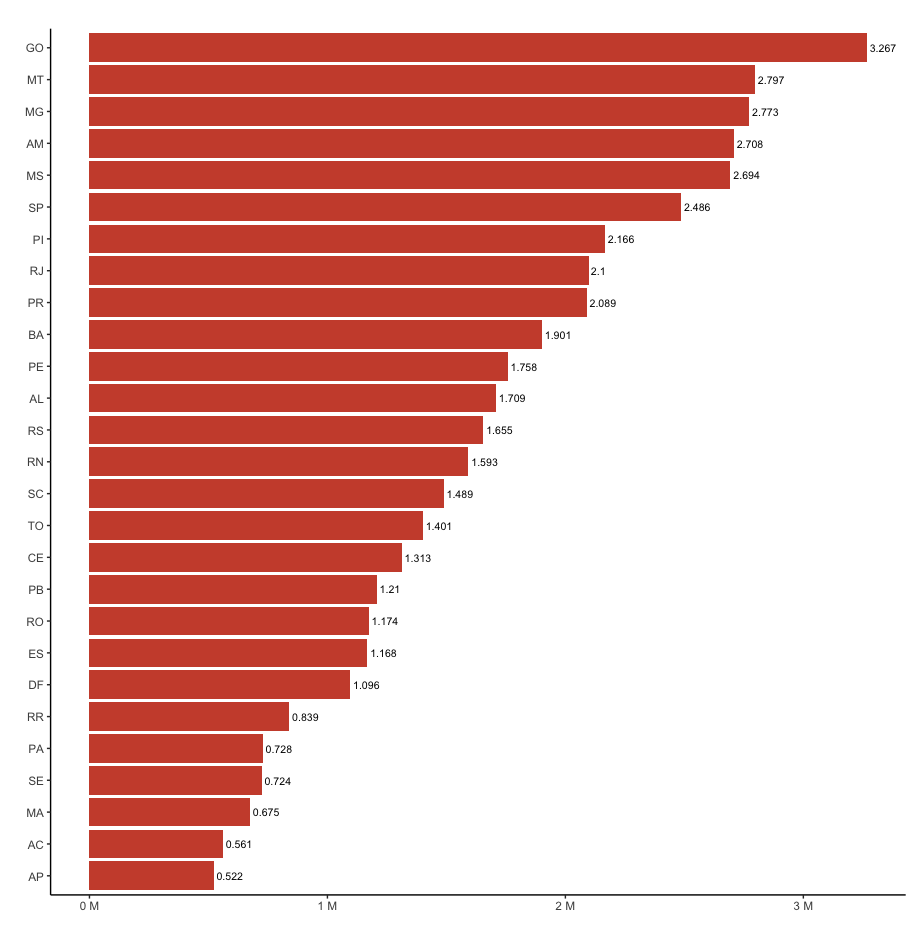 GO 3.267
MT 2.797
MG 2.773
AM 2.708
MS 2.694
SP 2.486
PI 2.166
RJ 2.1
PR 2.089
BA 1.901
PE 1.758
AL 1.709
RS 1.655
RN 1.593
SC 1.489
TO 1.401
CE 1.313
PB 1.21
RO 1.174
ES 1.168
DF 1.096
RR 0.839
PA 0.728
SE 0.724
MA 0.675
AC 0.561
AP 0.522
0 M 1 M 2 M 3 M